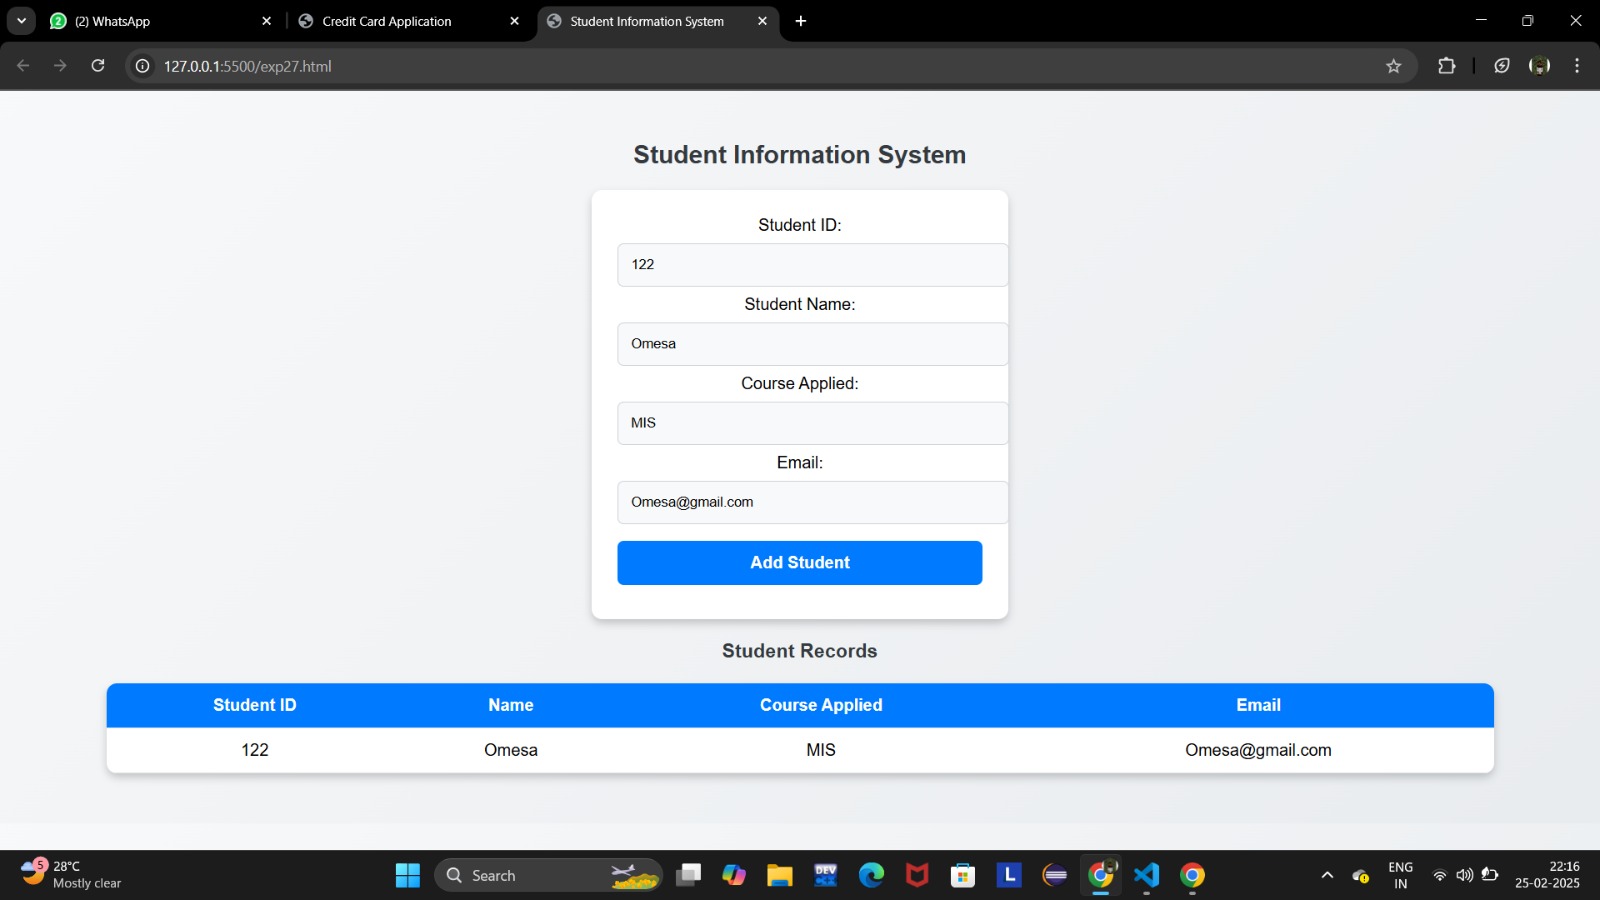 (2) WhatsApp
Credit Card Application
Student Information System
127.0.0.1:5500/exp27.html
Student Information System
Student ID:
122
Student Name:
Omesa
Course Applied:
MIS
Email:
Omesa@gmail.com
Add Student
Student Records
Student ID Name Course Applied Email
122 Omesa MIS Omesa@gmail.com
5
28°C
Mostly clear
Search
DEV
L
ENG
IN
22:16
25-02-2025